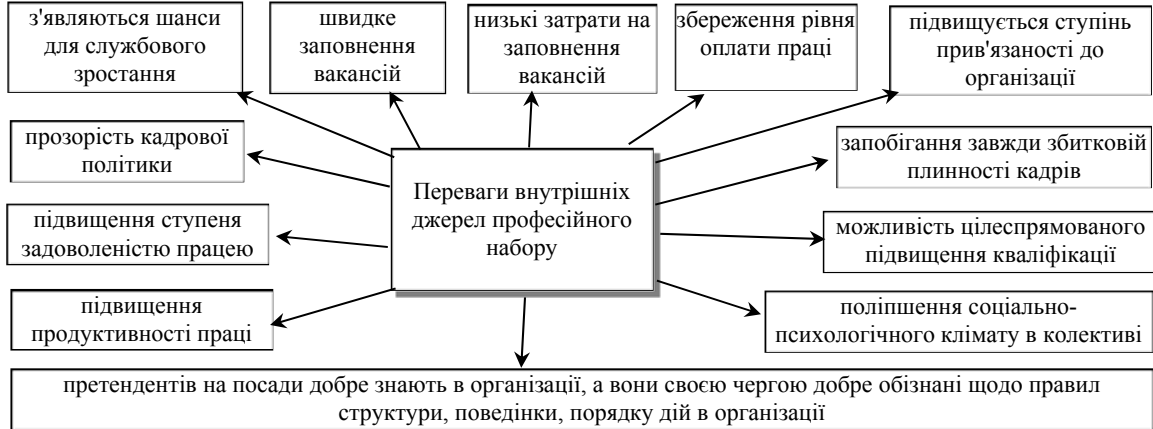 з'являються шанси
для службового
зростання
швидке
заповнення
вакансій
низькі затрати на
заповнення
вакансій
збереження рівня
оплати праці
підвищується ступінь
прив'язаності до
організації
прозорість кадрової
політики
Переваги внутрішніх
джерел професійного
набору
запобігання завжди збитковій
плинності кадрів
підвищення ступеня
задоволеністю працею
можливість цілеспрямованого
підвищення кваліфікації
підвищення
продуктивності праці
поліпшення соціально-
психологічного клімату в колективі
претендентів на посади добре знають в організації, а вони своєю чергою добре обізнані щодо правил
структури, поведінки, порядку дій в організації